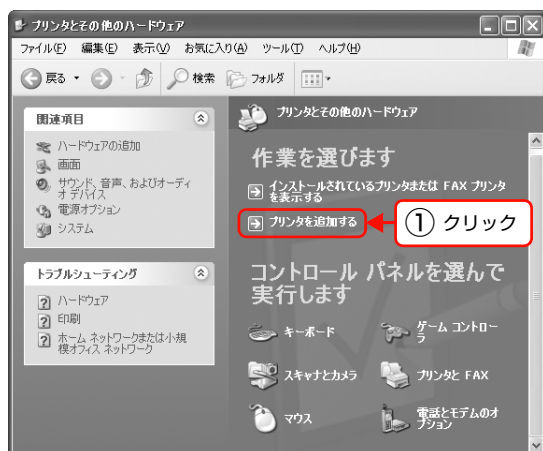 プリンタとその他のハードウェア
ファイル(F) 編集(E) 表示(V) お気に入り(A) ツール(T) ヘルプ(H)
戻る 検索 フォルダ
関連項目
ハードウェアの追加
画面
サウンド、音声、およびオーディ
オ デバイス
電源オプション
システム
トラブルシューティング
ハードウェア
印刷
ホーム ネットワークまたは小規
模オフィス ネットワーク
プリンタとその他のハードウェア
作業を選びます
インストールされているプリンタまたは FAX プリンタ
を表示する
プリンタを追加する
① クリック
コントロール パネルを選んで
実行します
キーボード
ゲーム コントロー
ラ
スキャナとカメラ
プリンタと FAX
マウス
電話とモデムのオ
プション